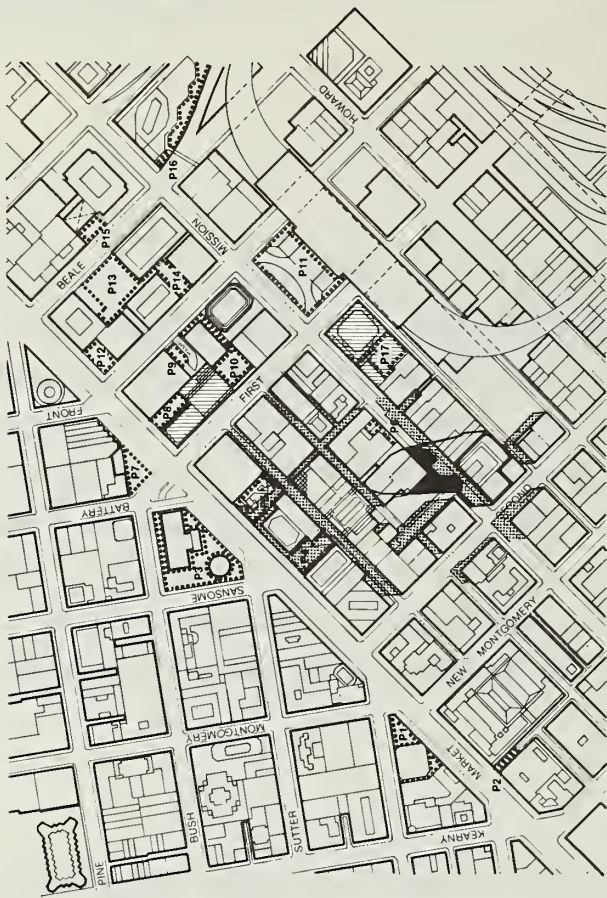 HOWARD
P16
MISSION
P15
BEALE
P13
P14
P11
P12
P9
P10
P8
FIRST
P17
FRONT
P7
BATTERY
P3
SANSOME
SECOND
NEW MONTGOMERY
MONTGOMERY
P1
MARKET
P2
KEARNY
SUTTER
BUSH
PINE